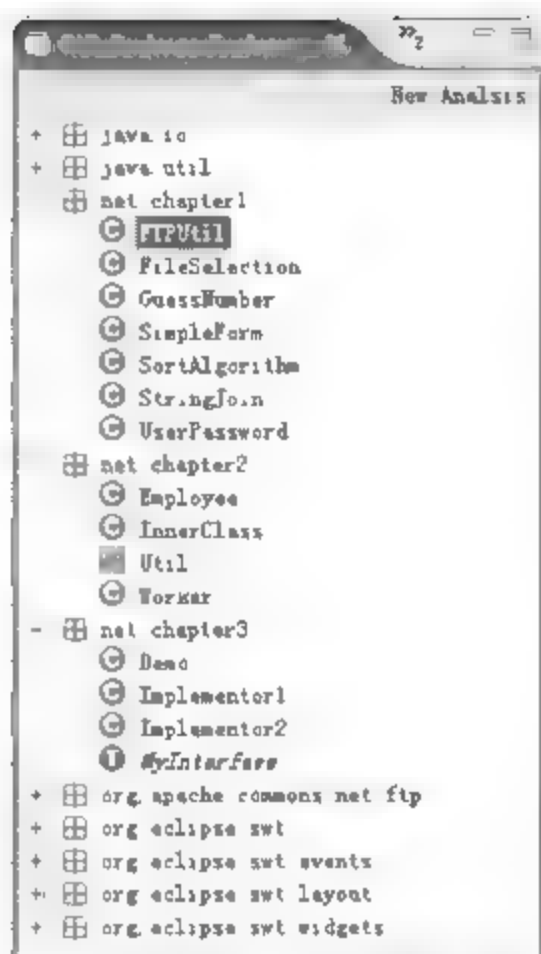 »2
New Analsis
+ java.io
+ java.util
net chapter1
FTPUtil
FileSelection
GuessNumber
SimpleForm
SortAlgorithm
StringJoin
UserPassword
net chapter2
Employee
InnerClass
Util
Worker
- net chapter3
Demo
Implementor1
Implementor2
MyInterface
+ org apache commons net ftp
+ org eclipse swt
+ org eclipse swt events
+ org eclipse swt layout
+ org eclipse swt widgets